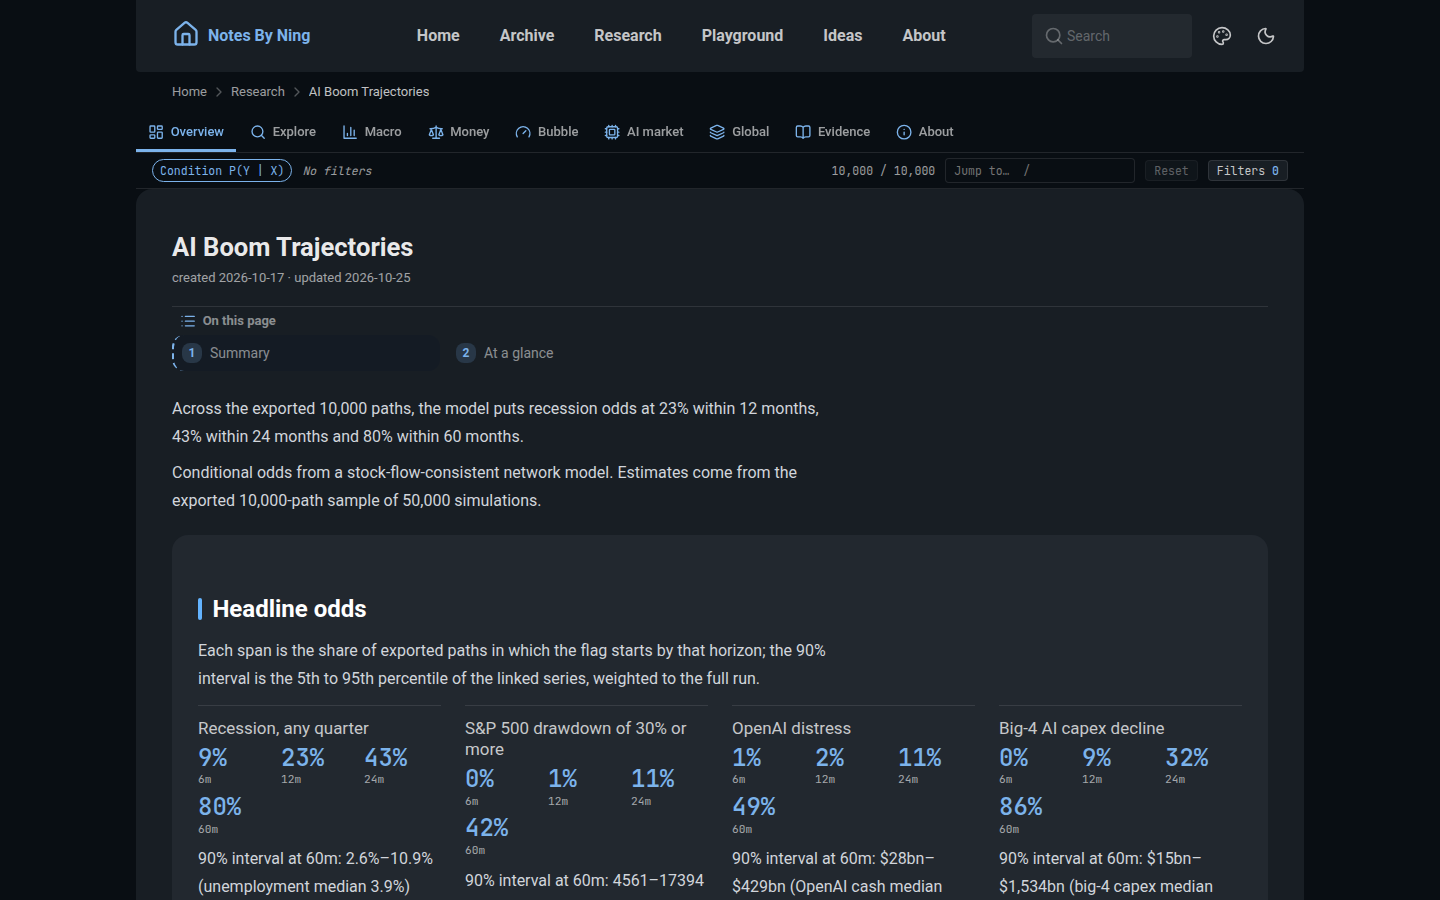 Notes By Ning
Home Archive Research Playground Ideas About
Search
Home Research AI Boom Trajectories
Overview Explore Macro Money Bubble AI market Global Evidence About
Condition P(Y | X) No filters 10,000 / 10,000 Jump to… / Reset Filters 0
AI Boom Trajectories
created 2026-10-17 · updated 2026-10-25
On this page
1 Summary 2 At a glance
Across the exported 10,000 paths, the model puts recession odds at 23% within 12 months,
43% within 24 months and 80% within 60 months.
Conditional odds from a stock-flow-consistent network model. Estimates come from the
exported 10,000-path sample of 50,000 simulations.
Headline odds
Each span is the share of exported paths in which the flag starts by that horizon; the 90%
interval is the 5th to 95th percentile of the linked series, weighted to the full run.
Recession, any quarter
9% 23% 43%
6m 12m 24m
80%
60m
90% interval at 60m: 2.6%–10.9%
(unemployment median 3.9%)
S&P 500 drawdown of 30% or
more
0% 1% 11%
6m 12m 24m
42%
60m
90% interval at 60m: 4561–17394
OpenAI distress
1% 2% 11%
6m 12m 24m
49%
60m
90% interval at 60m: $28bn–
$429bn (OpenAI cash median
Big-4 AI capex decline
0% 9% 32%
6m 12m 24m
86%
60m
90% interval at 60m: $15bn–
$1,534bn (big-4 capex median